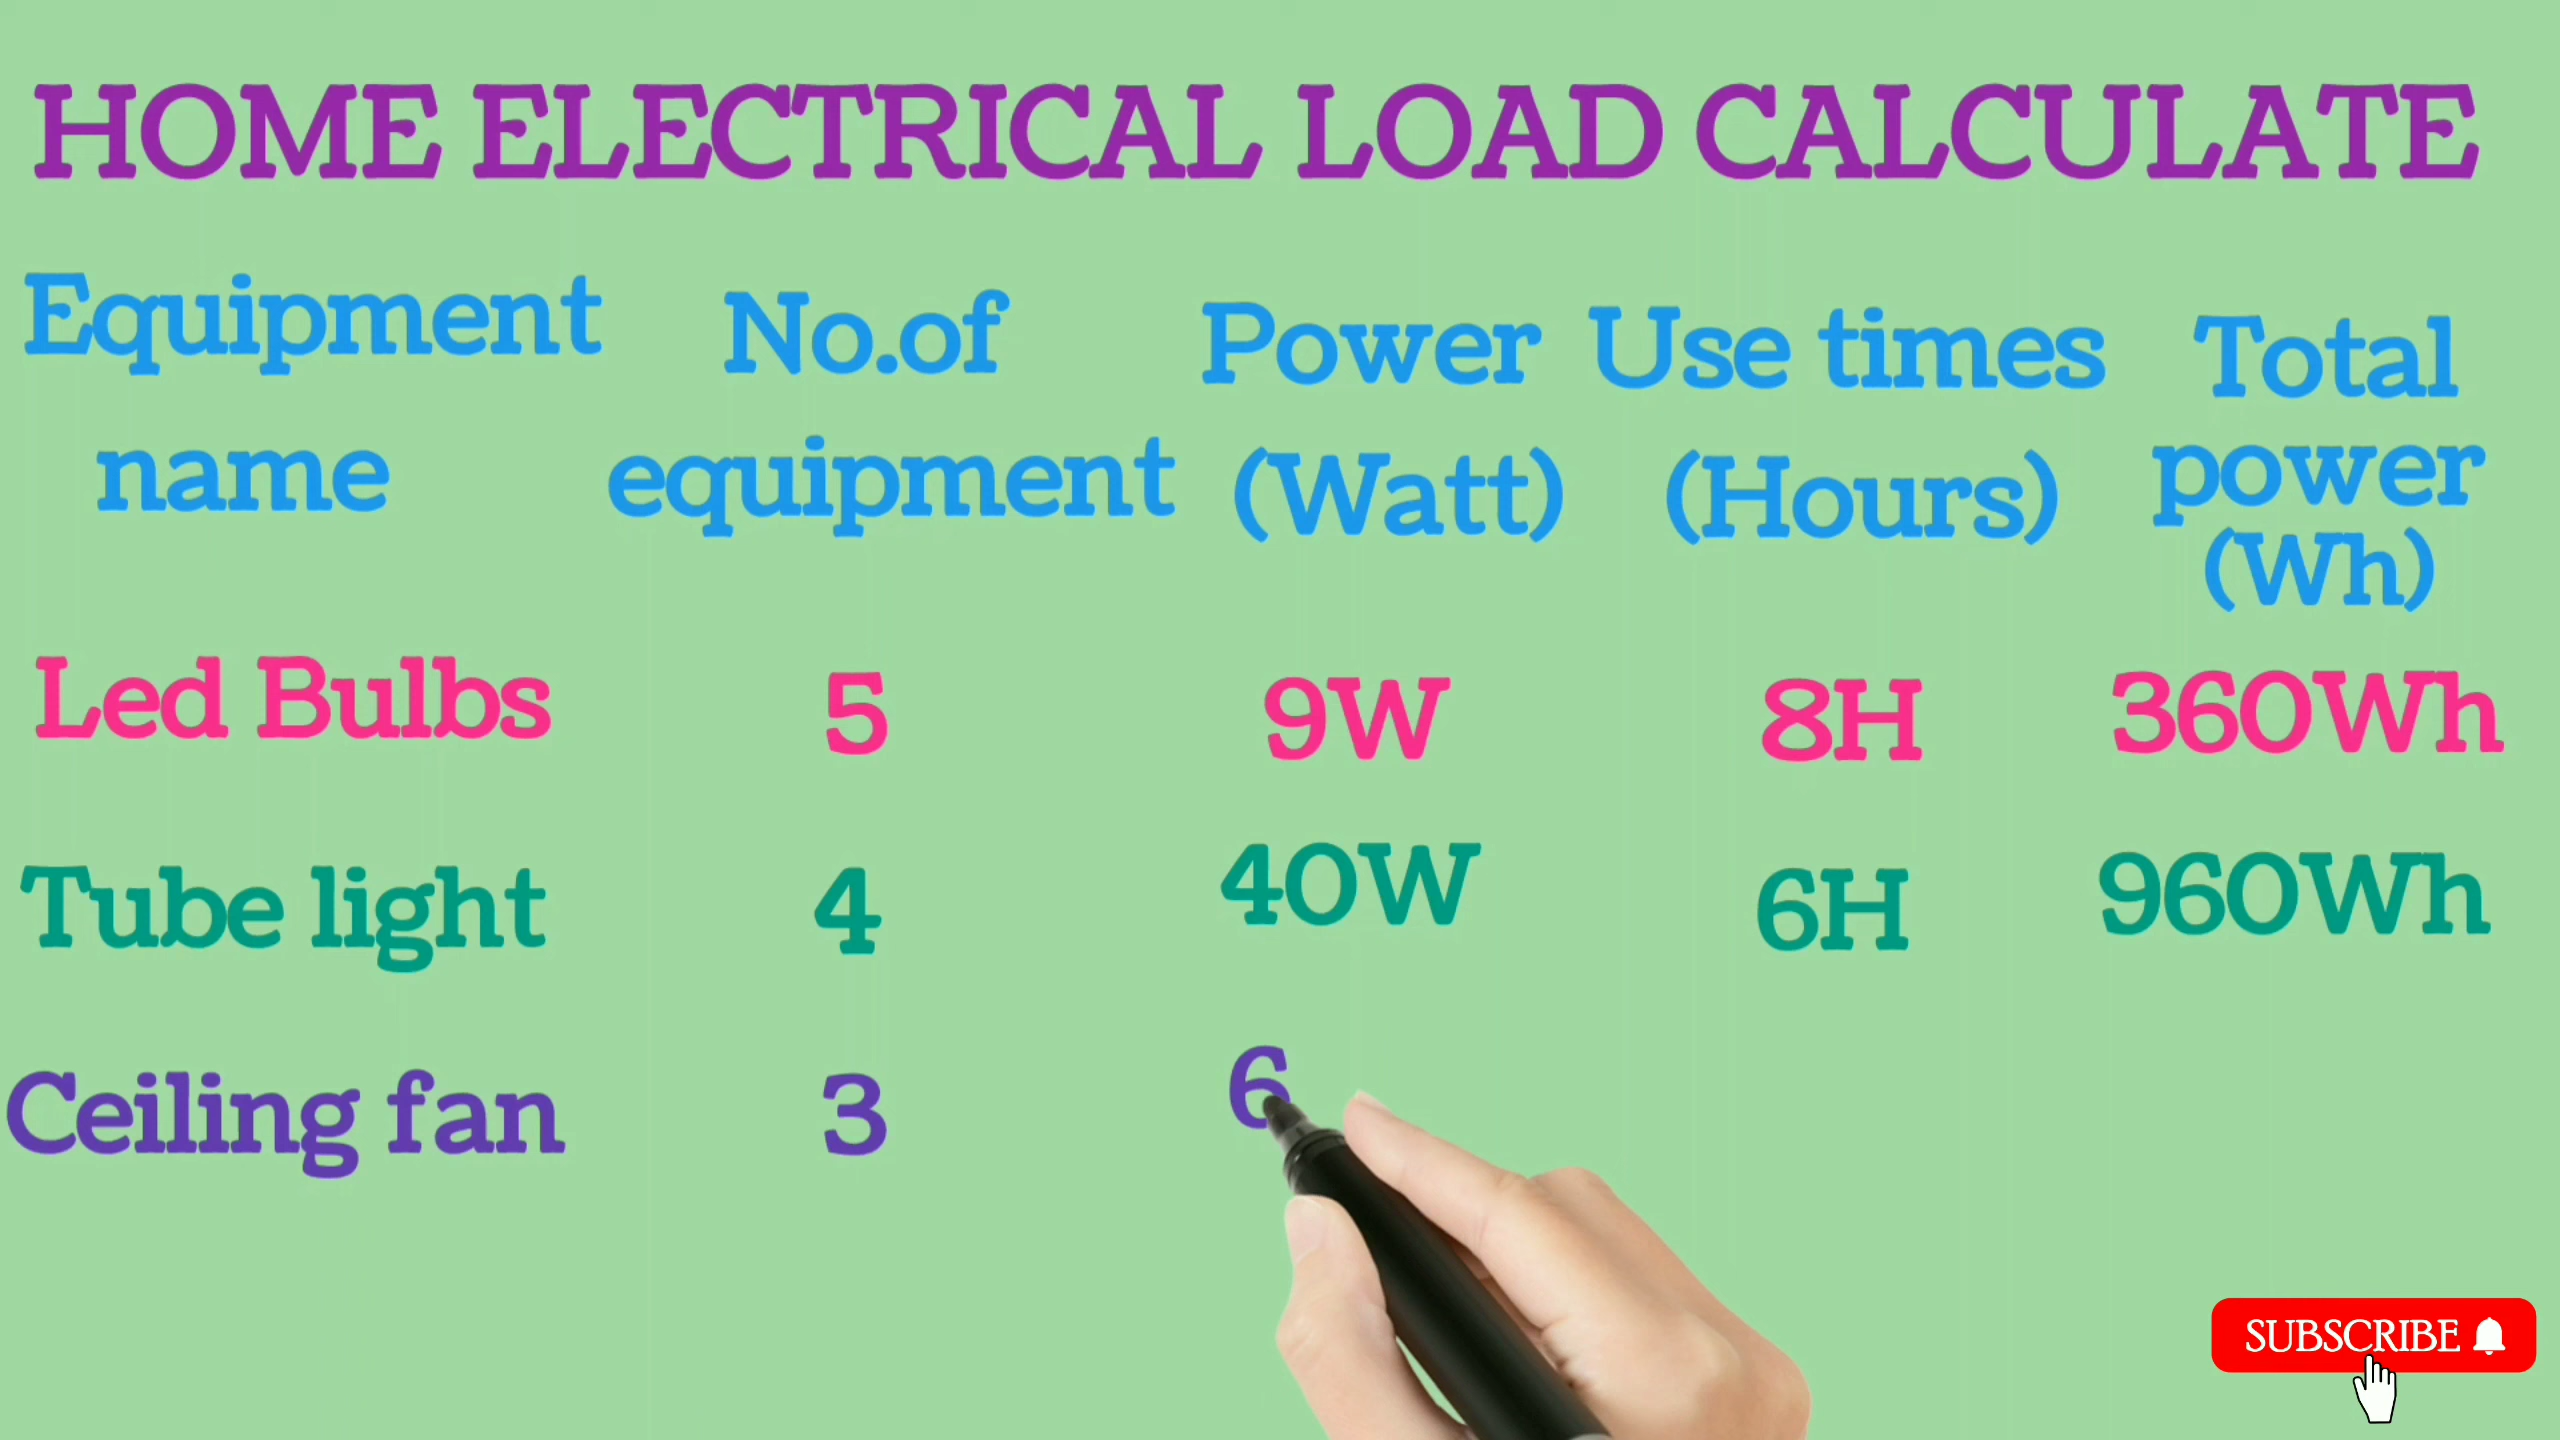 HOME ELECTRICAL LOAD CALCULATE
Equipment name
No.of equipment
Power (Watt)
Use times (Hours)
Total power (Wh)
Led Bulbs 5 9W 8H 360Wh
Tube light 4 40W 6H 960Wh
Ceiling fan 3 6
SUBSCRIBE